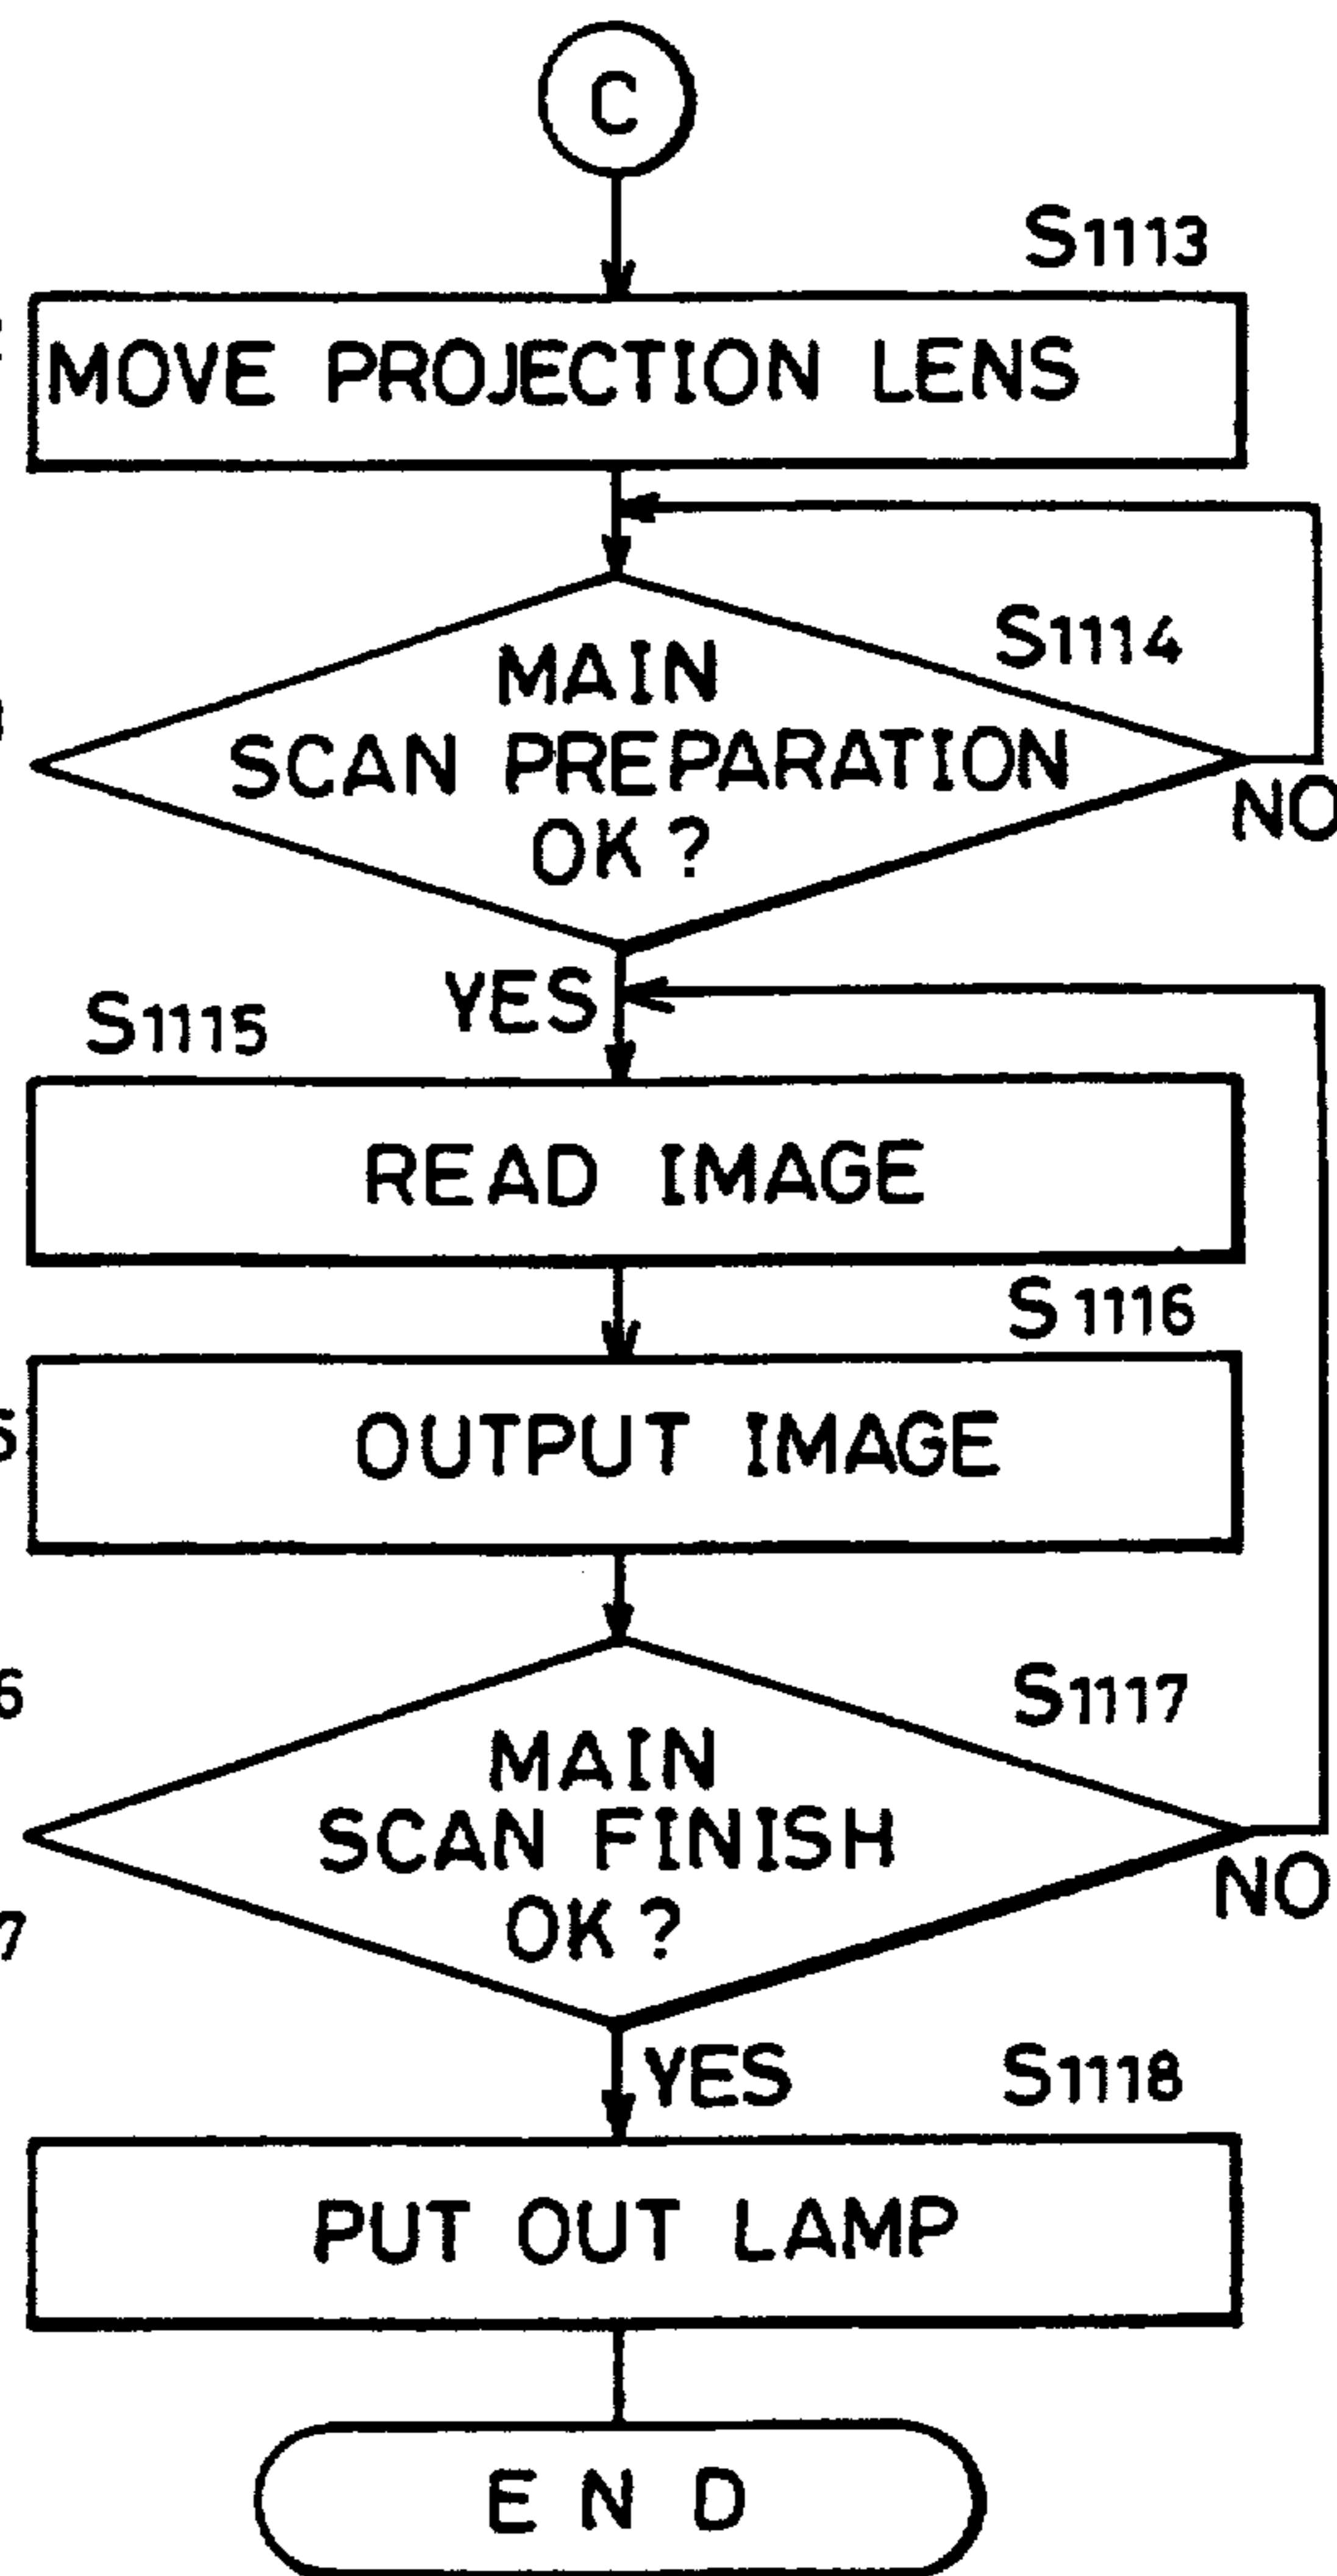 C
S1113
MOVE PROJECTION LENS
S1114
MAIN
SCAN PREPARATION
OK?
NO
YES
S1115
READ IMAGE
S1116
OUTPUT IMAGE
S1117
MAIN
SCAN FINISH
OK?
NO
YES
S1118
PUT OUT LAMP
END